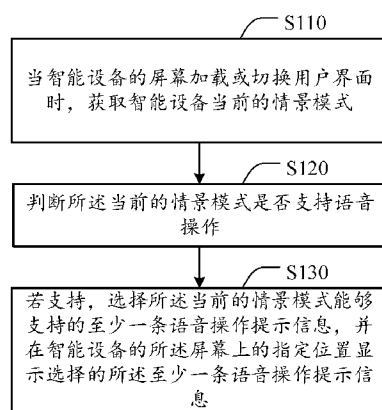 S110
当智能设备的屏幕加载或切换用户界面
时，获取智能设备当前的情景模式
S120
判断所述当前的情景模式是否支持语音
操作
S130
若支持，选择所述当前的情景模式能够
支持的至少一条语音操作提示信息，并
在智能设备的所述屏幕上的指定位置显
示选择的所述至少一条语音操作提示信
息